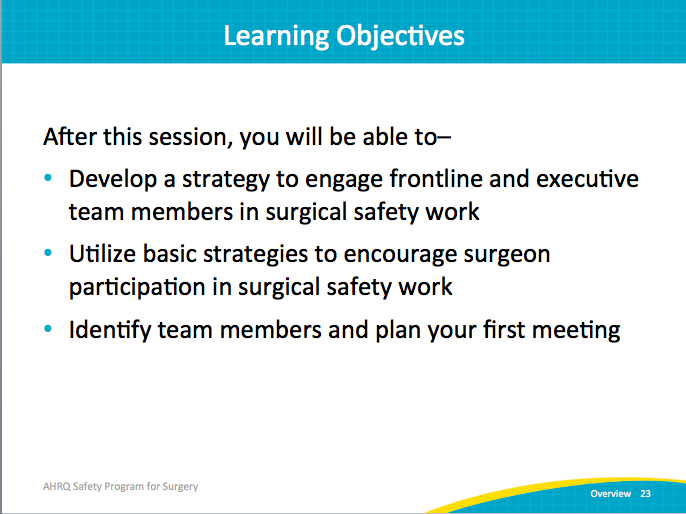 Learning Objectives
After this session, you will be able to–
• Develop a strategy to engage frontline and executive
team members in surgical safety work
• Utilize basic strategies to encourage surgeon
participation in surgical safety work
• Identify team members and plan your first meeting
AHRQ Safety Program for Surgery
Overview 23